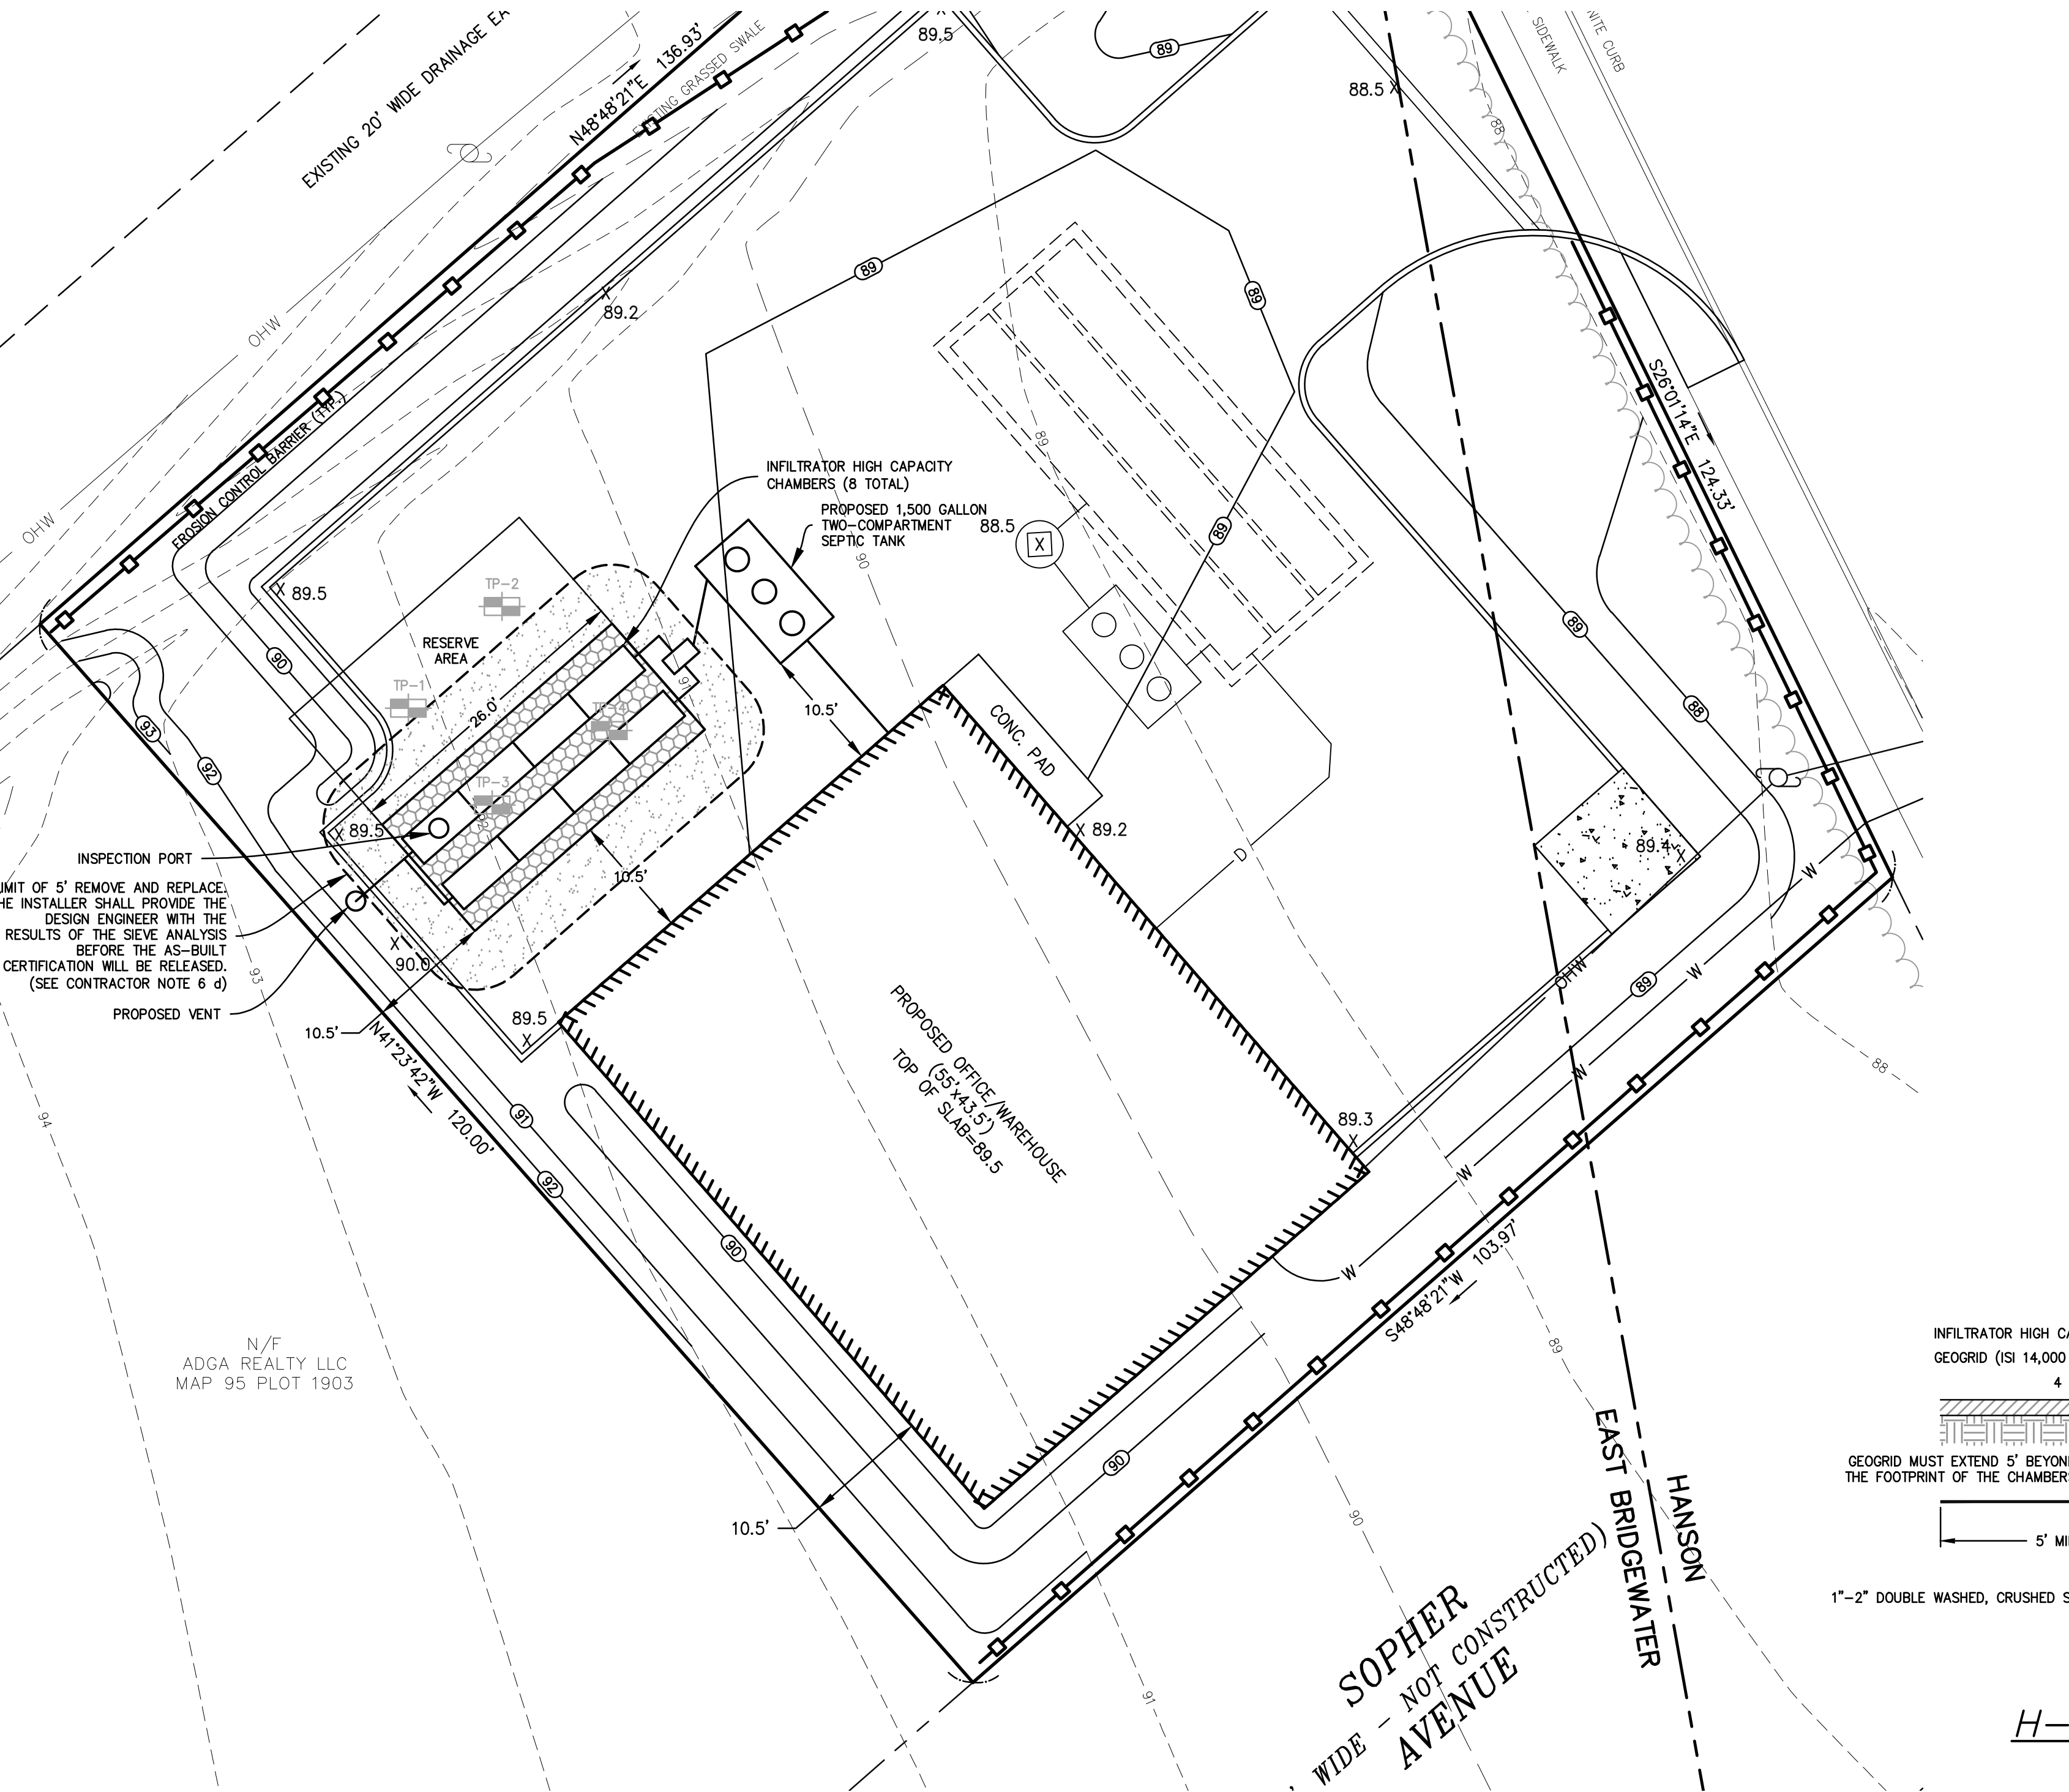 EXISTING 20' WIDE DRAINAGE
N48°48'21"E 136.93'
EXISTING GRASSED SWALE
89.5
89
88.5
88
SIDEWALK
CURB
OHW
89
89
89.2
S26°01'14"E 124.33'
EROSION CONTROL BARRIER (TYP.)
89
INFILTRATOR HIGH CAPACITY
CHAMBERS (8 TOTAL)
PROPOSED 1,500 GALLON
TWO-COMPARTMENT
SEPTIC TANK
88.5
X
89
90
OHW
TP-2
89.5
RESERVE
AREA
90
TP-1
26.0'
91
TP-4
10.5'
CONC. PAD
89
88
93
92
TP-3
89.5
89.2
89.4
INSPECTION PORT
10.5'
D
W
LIMIT OF 5' REMOVE AND REPLACE.
THE INSTALLER SHALL PROVIDE THE
DESIGN ENGINEER WITH THE
RESULTS OF THE SIEVE ANALYSIS
BEFORE THE AS-BUILT
CERTIFICATION WILL BE RELEASED.
(SEE CONTRACTOR NOTE 6 d)
PROPOSED VENT
90.0
93
89.5
10.5'
N41°23'42"W 120.00'
OHW
W
89
W
88
PROPOSED OFFICE/WAREHOUSE
(55'x43.5')
TOP OF SLAB=89.5
94
91
92
89.3
W
W
90
S48°48'21"W 103.97'
89
N/F
ADGA REALTY LLC
MAP 95 PLOT 1903
90
10.5'
90
91
EAST BRIDGEWATER
HANSON
SOPHER
WIDE - NOT CONSTRUCTED)
AVENUE
INFILTRATOR HIGH
GEOGRID (ISI 14,000
4
GEOGRID MUST EXTEND 5'
THE FOOTPRINT OF THE
5'
1"-2" DOUBLE WASHED, CRUSHED
H-